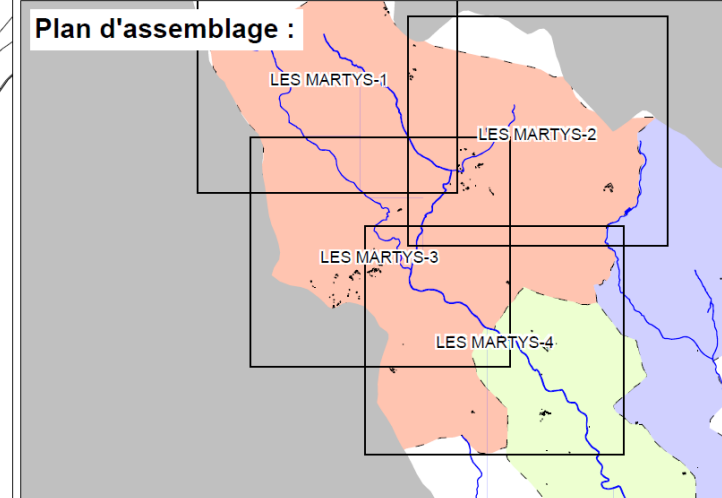 Plan d'assemblage :
LES MARTYS-1
LES MARTYS-2
LES MARTYS-3
LES MARTYS-4